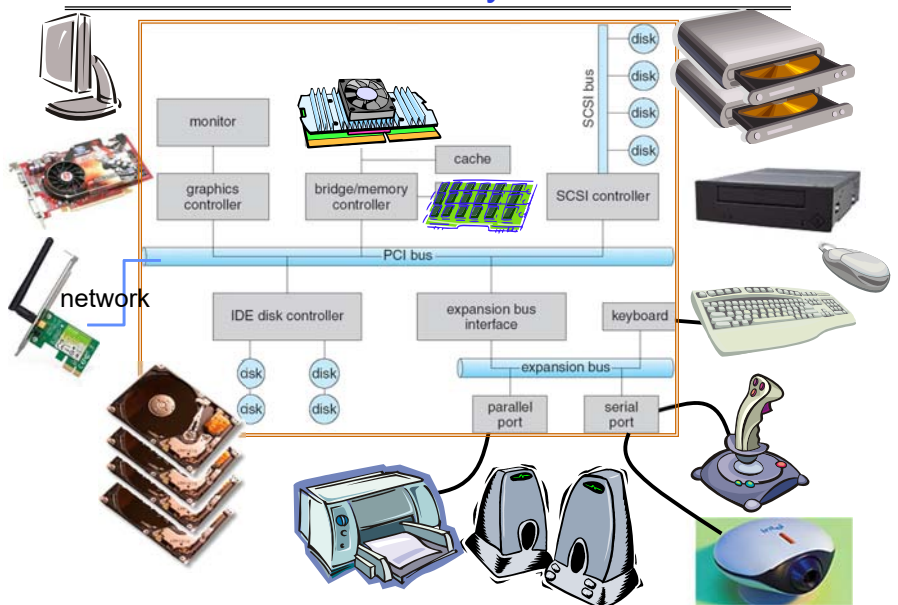 disk
disk
disk
disk
SCSI bus
monitor
cache
graphics
controller
bridge/memory
controller
SCSI controller
PCI bus
network
IDE disk controller
expansion bus
interface
keyboard
expansion bus
disk
disk
disk
disk
parallel
port
serial
port
intel